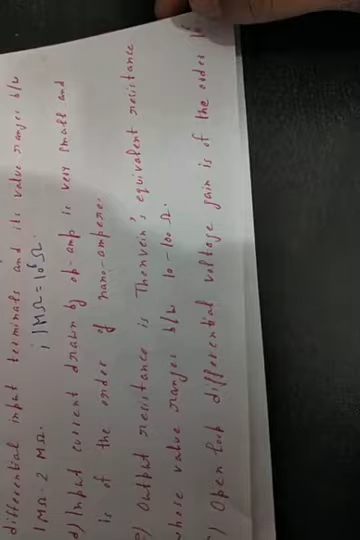 differential input terminals and its value ranges b/w
1MΩ-2 MΩ. ; 1MΩ = 10⁶Ω.
d) Input current drawn by op-amp is very small and
is of the order of nano-ampere.
e) Output resistance is Thenvein's equivalent resistance
whose value ranges b/w 10-100 Ω.
) Open loop differential voltage gain is of the order